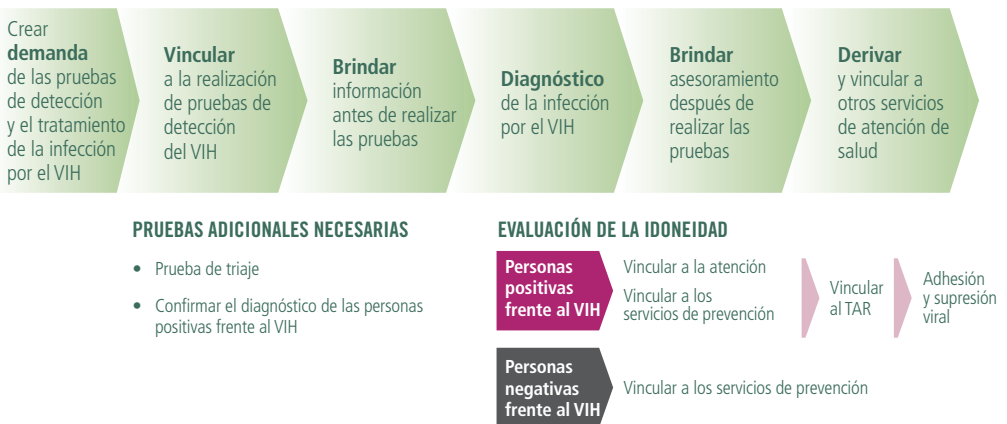 Crear
demanda
de las pruebas
de detección
y el tratamiento
de la infección
por el VIH
Vincular
a la realización
de pruebas de
detección
del VIH
Brindar
información
antes de realizar
las pruebas
Diagnóstico
de la infección
por el VIH
Brindar
asesoramiento
después de
realizar las
pruebas
Derivar
y vincular a
otros servicios
de atención de
salud
PRUEBAS ADICIONALES NECESARIAS
• Prueba de triaje
• Confirmar el diagnóstico de las personas
positivas frente al VIH
EVALUACIÓN DE LA IDONEIDAD
Personas
positivas
frente al VIH
Vincular a la atención
Vincular a los
servicios de prevención
Vincular
al TAR
Adhesión
y supresión
viral
Personas
negativas
frente al VIH
Vincular a los servicios de prevención